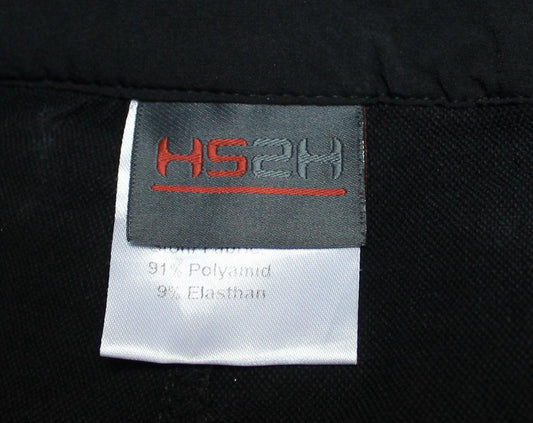 HS2H
91% Polyamid
9% Elasthan